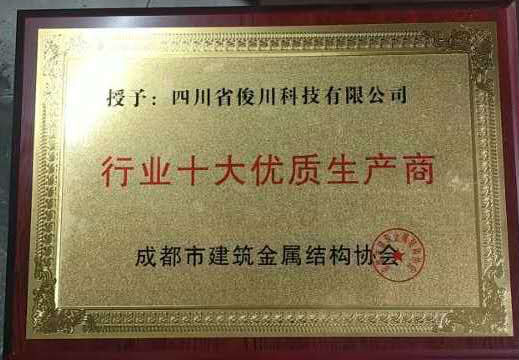 授予：四川省俊川科技有限公司
行业十大优质生产商
成都市建筑金属结构协会